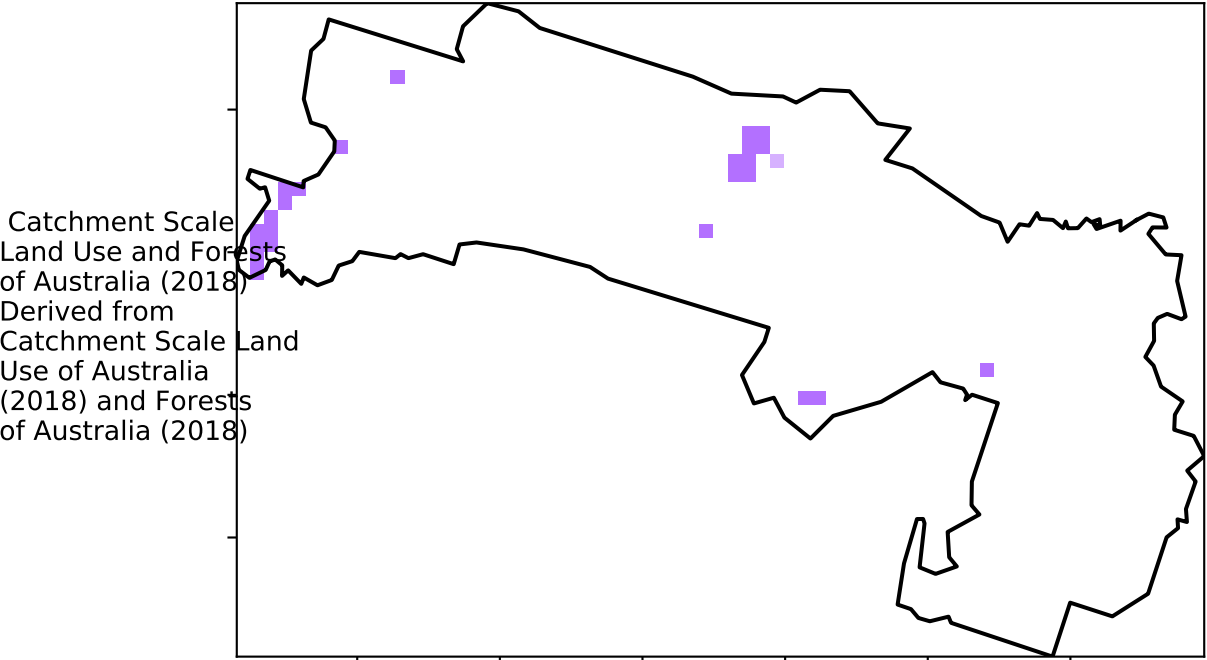 Catchment Scale
Land Use and Forests
of Australia (2018)
Derived from
Catchment Scale Land
Use of Australia
(2018) and Forests
of Australia (2018)